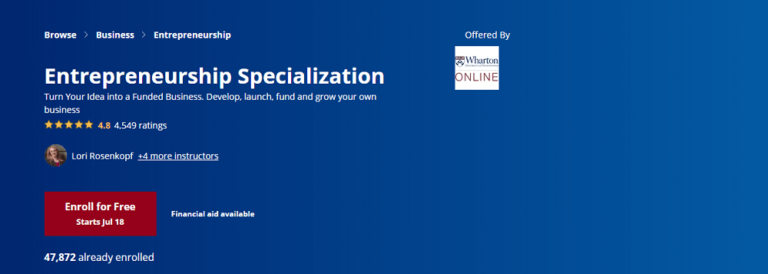 Browse > Business > Entrepreneurship
Offered By
Wharton
ONLINE
Entrepreneurship Specialization
Turn Your Idea into a Funded Business. Develop, launch, fund and grow your own
business
4.8 4,549 ratings
Lori Rosenkopf +4 more instructors
Enroll for Free
Starts Jul 18
Financial aid available
47,872 already enrolled